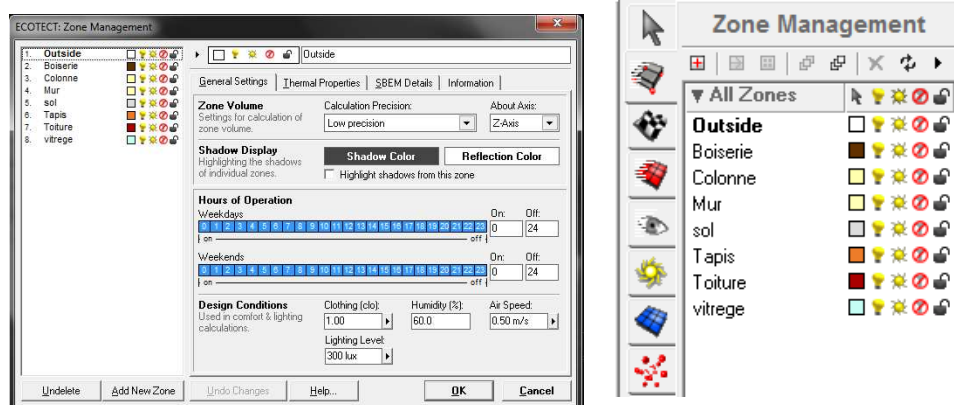 ECOTECT: Zone Management
1. Outside
2. Boiserie
3. Colonne
4. Mur
5. sol
6. Tapis
7. Toiture
8. vitrege
Outside
General Settings
Thermal Properties
SBEM Details
Information
Zone Volume
Settings for calculation of
zone volume.
Calculation Precision:
Low precision
About Axis:
Z-Axis
Shadow Display
Highlighting the shadows
of individual zones.
Shadow Color
Reflection Color
Highlight shadows from this zone
Hours of Operation
Weekdays
On: Off:
0 1 2 3 4 5 6 7 8 9 10 11 12 13 14 15 16 17 18 19 20 21 22 23 0 24
on off
Weekends
On: Off:
0 1 2 3 4 5 6 7 8 9 10 11 12 13 14 15 16 17 18 19 20 21 22 23 0 24
on off
Design Conditions
Used in comfort & lighting
calculations.
Clothing (clo):
1.00
Humidity (%):
60.0
Air Speed:
0.50 m/s
Lighting Level:
300 lux
Undelete
Add New Zone
Undo Changes
Help...
OK
Cancel
Zone Management
All Zones
Outside
Boiserie
Colonne
Mur
sol
Tapis
Toiture
vitrege